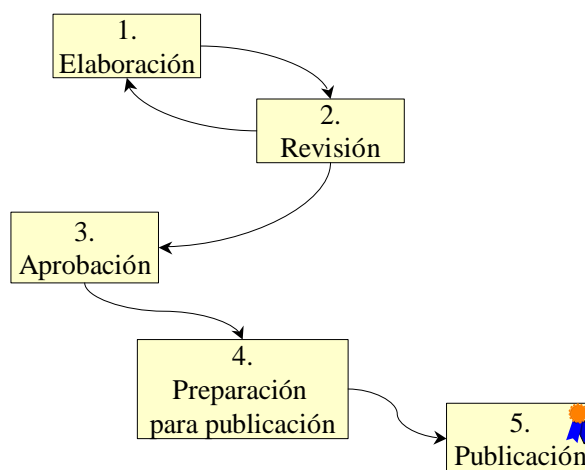 1.
Elaboración
2.
Revisión
3.
Aprobación
4.
Preparación
para publicación
5.
Publicación